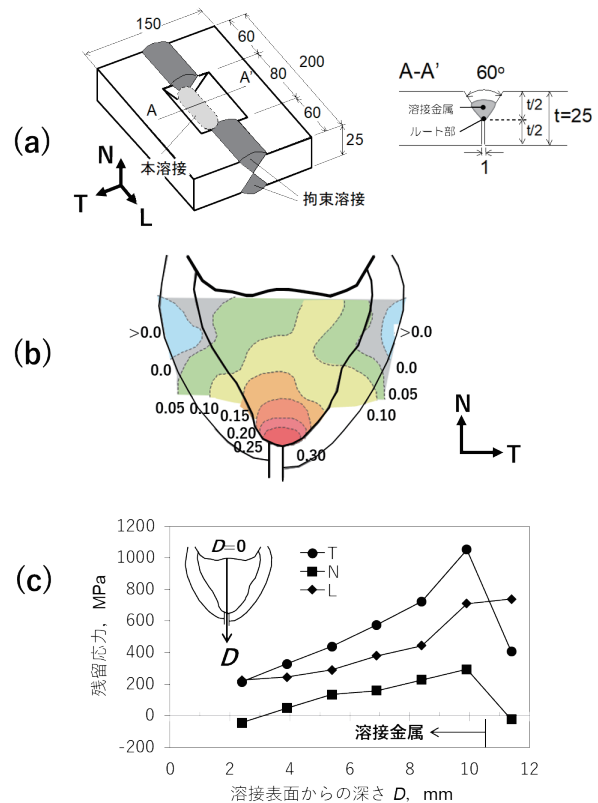 (a)
150
60
200
80
60
25
A
A'
本溶接
拘束溶接
N
T
L
A-A'
60o
溶接金属
ルート部
t/2
t/2
t=25
1
(b)
>0.0
0.0
0.05
0.10
0.15
0.20
0.25
0.30
0.10
0.05
0.0
>0.0
N
T
(c)
残留応力, MPa
1200
1000
800
600
400
200
0
-200
D=0
D
T
N
L
溶接金属
0
2
4
6
8
10
12
溶接表面からの深さ D, mm